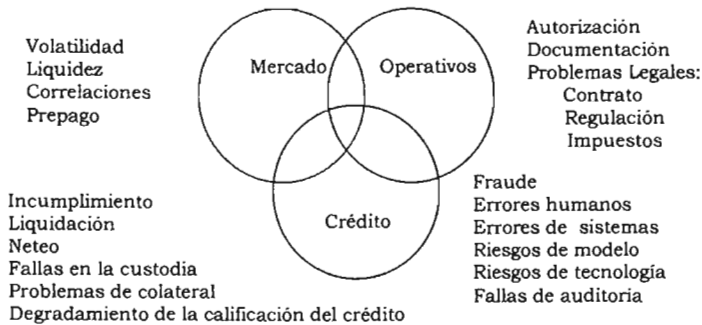 Volatilidad
Liquidez
Correlaciones
Prepago
Mercado
Operativos
Autorización
Documentación
Problemas Legales:
Contrato
Regulación
Impuestos
Incumplimiento
Liquidación
Neteo
Fallas en la custodia
Problemas de colateral
Degradamiento de la calificación del crédito
Crédito
Fraude
Errores humanos
Errores de sistemas
Riesgos de modelo
Riesgos de tecnología
Fallas de auditoria